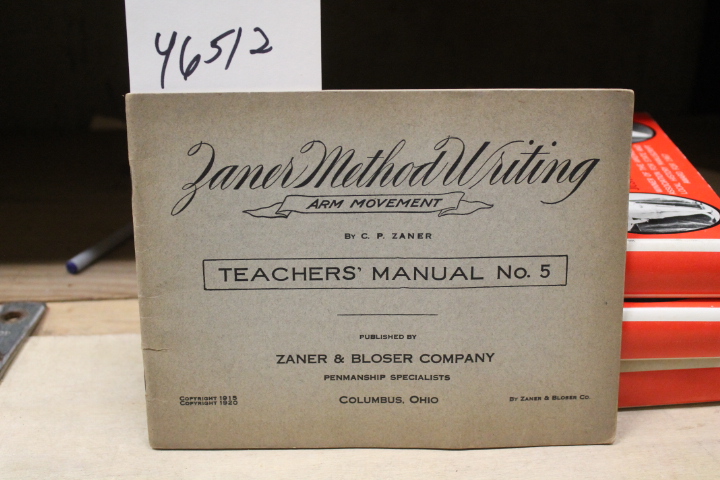 46512
Zaner Method Writing
ARM MOVEMENT
BY C. P. ZANER
TEACHERS' MANUAL No. 5
PUBLISHED BY
ZANER & BLOSER COMPANY
PENMANSHIP SPECIALISTS
COPYRIGHT 1915
COPYRIGHT 1920
COLUMBUS, OHIO
BY ZANER & BLOSER CO.